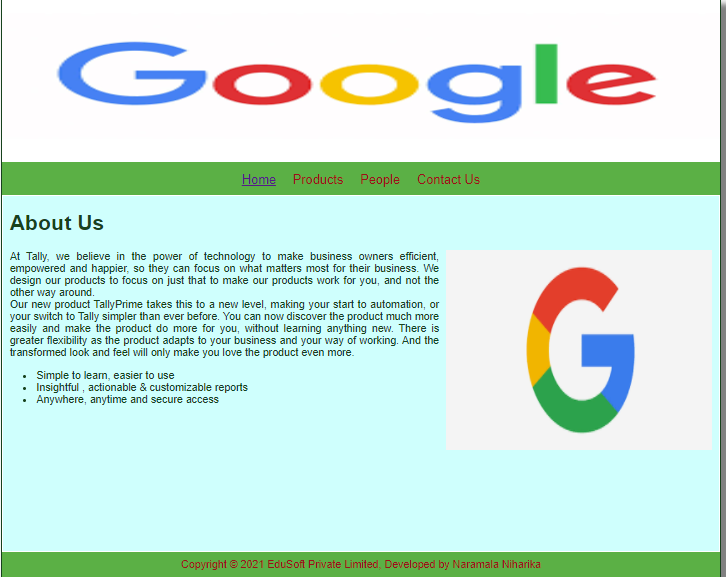 Google
Home Products People Contact Us
About Us
At Tally, we believe in the power of technology to make business owners efficient,
empowered and happier, so they can focus on what matters most for their business. We
design our products to focus on just that to make our products work for you, and not the
other way around.
Our new product TallyPrime takes this to a new level, making your start to automation, or
your switch to Tally simpler than ever before. You can now discover the product much more
easily and make the product do more for you, without learning anything new. There is
greater flexibility as the product adapts to your business and your way of working. And the
transformed look and feel will only make you love the product even more.
G
• Simple to learn, easier to use
• Insightful , actionable & customizable reports
• Anywhere, anytime and secure access
Copyright © 2021 EduSoft Private Limited, Developed by Naramala Niharika